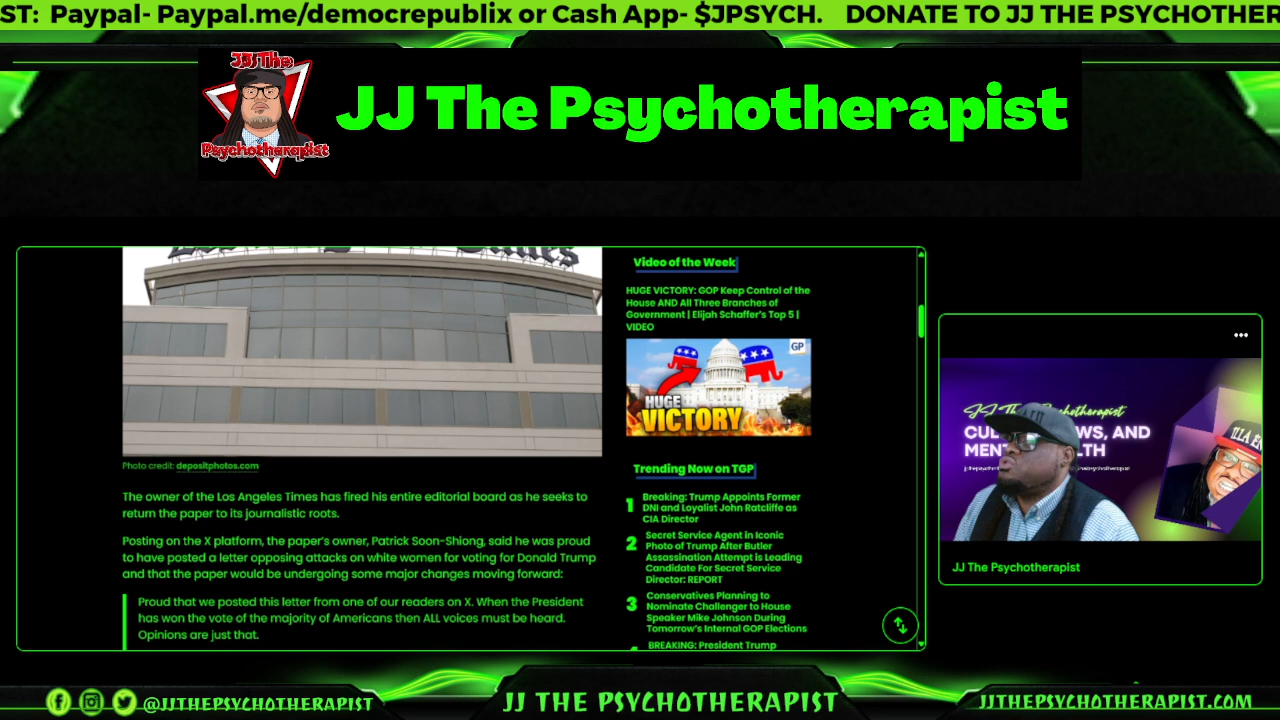 ST: Paypal- Paypal.me/democrepublix or Cash App- $JPSYCH. DONATE TO JJ THE PSYCHOTHER
JJ The
Psychotherapist
JJ The Psychotherapist
Photo credit: depositphotos.com
The owner of the Los Angeles Times has fired his entire editorial board as he seeks to
return the paper to its journalistic roots.
Posting on the X platform, the paper's owner, Patrick Soon-Shiong, said he was proud
to have posted a letter opposing attacks on white women for voting for Donald Trump
and that the paper would be undergoing some major changes moving forward:
Proud that we posted this letter from one of our readers on X. When the President
has won the vote of the majority of Americans then ALL voices must be heard.
Opinions are just that.
Video of the Week
HUGE VICTORY: GOP Keep Control of the
House AND All Three Branches of
Government | Elijah Schaffer's Top 5 |
VIDEO
GP
HUGE
VICTORY
Trending Now on TGP
1 Breaking: Trump Appoints Former
DNI and Loyalist John Ratcliffe as
CIA Director
2 Secret Service Agent in Iconic
Photo of Trump After Butler
Assassination Attempt is Leading
Candidate For Secret Service
Director: REPORT
3 Conservatives Planning to
Nominate Challenger to House
Speaker Mike Johnson During
Tomorrow's Internal GOP Elections
BREAKING: President Trump
WS, AND
JJ The Psychotherapist
@JJTHEPSYCHOTHERAPIST
JJ THE PSYCHOTHERAPIST
JJTHEPSYCHOTHERAPIST.COM